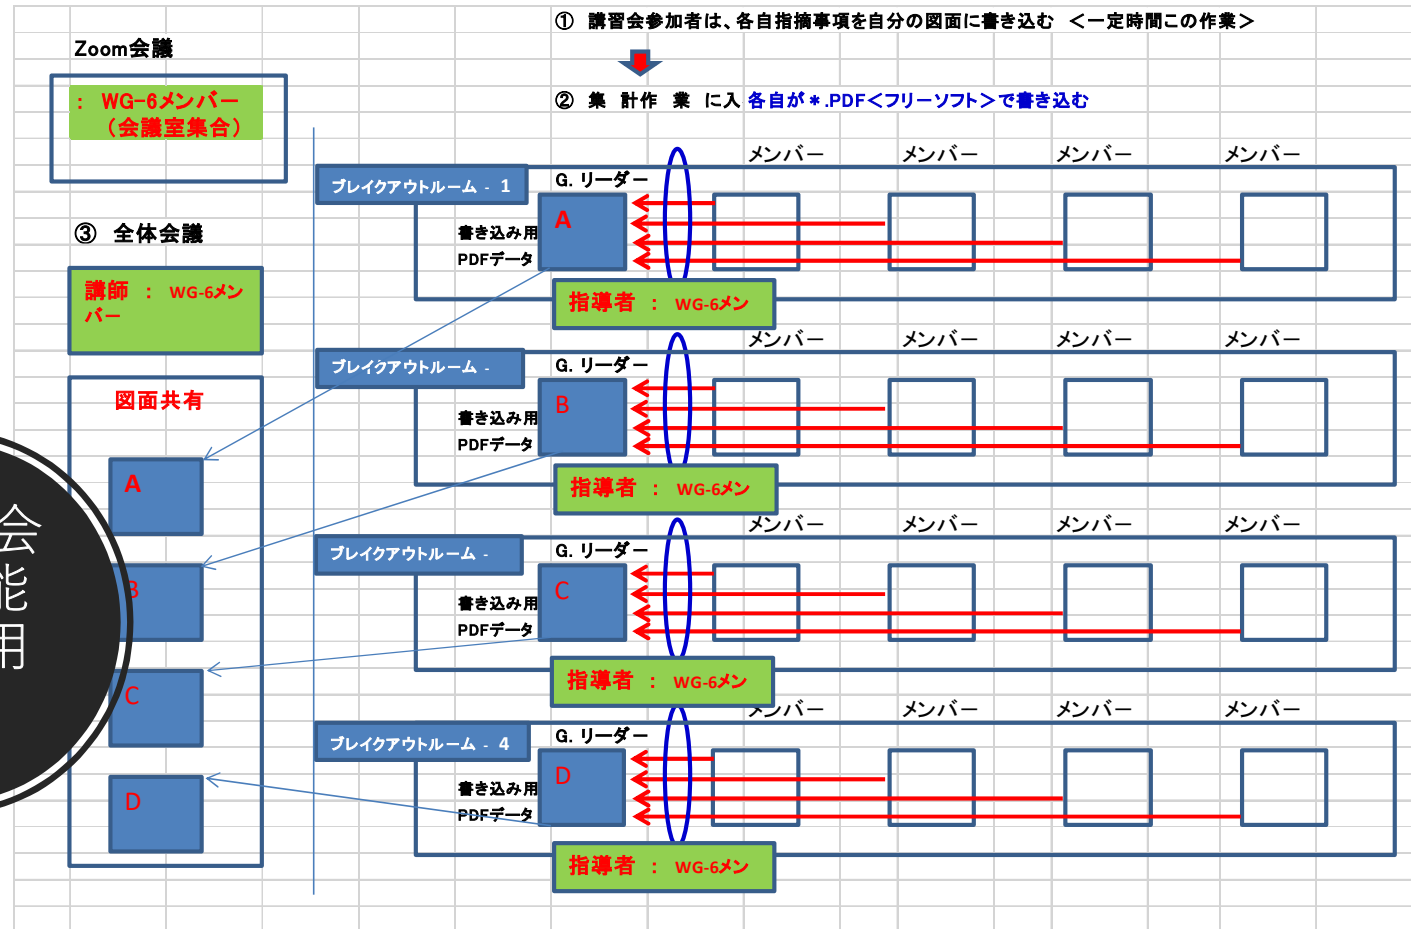 ① 講習会参加者は、各自指摘事項を自分の図面に書き込む <一定時間この作業>
Zoom会議
: WG-6メンバー
(会議室集合)
② 集 計作 業 に入 各自が*.PDF<フリーソフト>で書き込む
メンバー メンバー メンバー メンバー
ブレイクアウトルーム - 1
G. リーダー
A
書き込み用
PDFデータ
指導者 : WG-6メン
③ 全体会議
講師 : WG-6メン
バー
メンバー メンバー メンバー メンバー
ブレイクアウトルーム -
G. リーダー
B
書き込み用
PDFデータ
指導者 : WG-6メン
図面共有
A
B
C
D
会
能
用
メンバー メンバー メンバー メンバー
ブレイクアウトルーム -
G. リーダー
C
書き込み用
PDFデータ
指導者 : WG-6メン
メンバー メンバー メンバー メンバー
ブレイクアウトルーム - 4
G. リーダー
D
書き込み用
PDFデータ
指導者 : WG-6メン